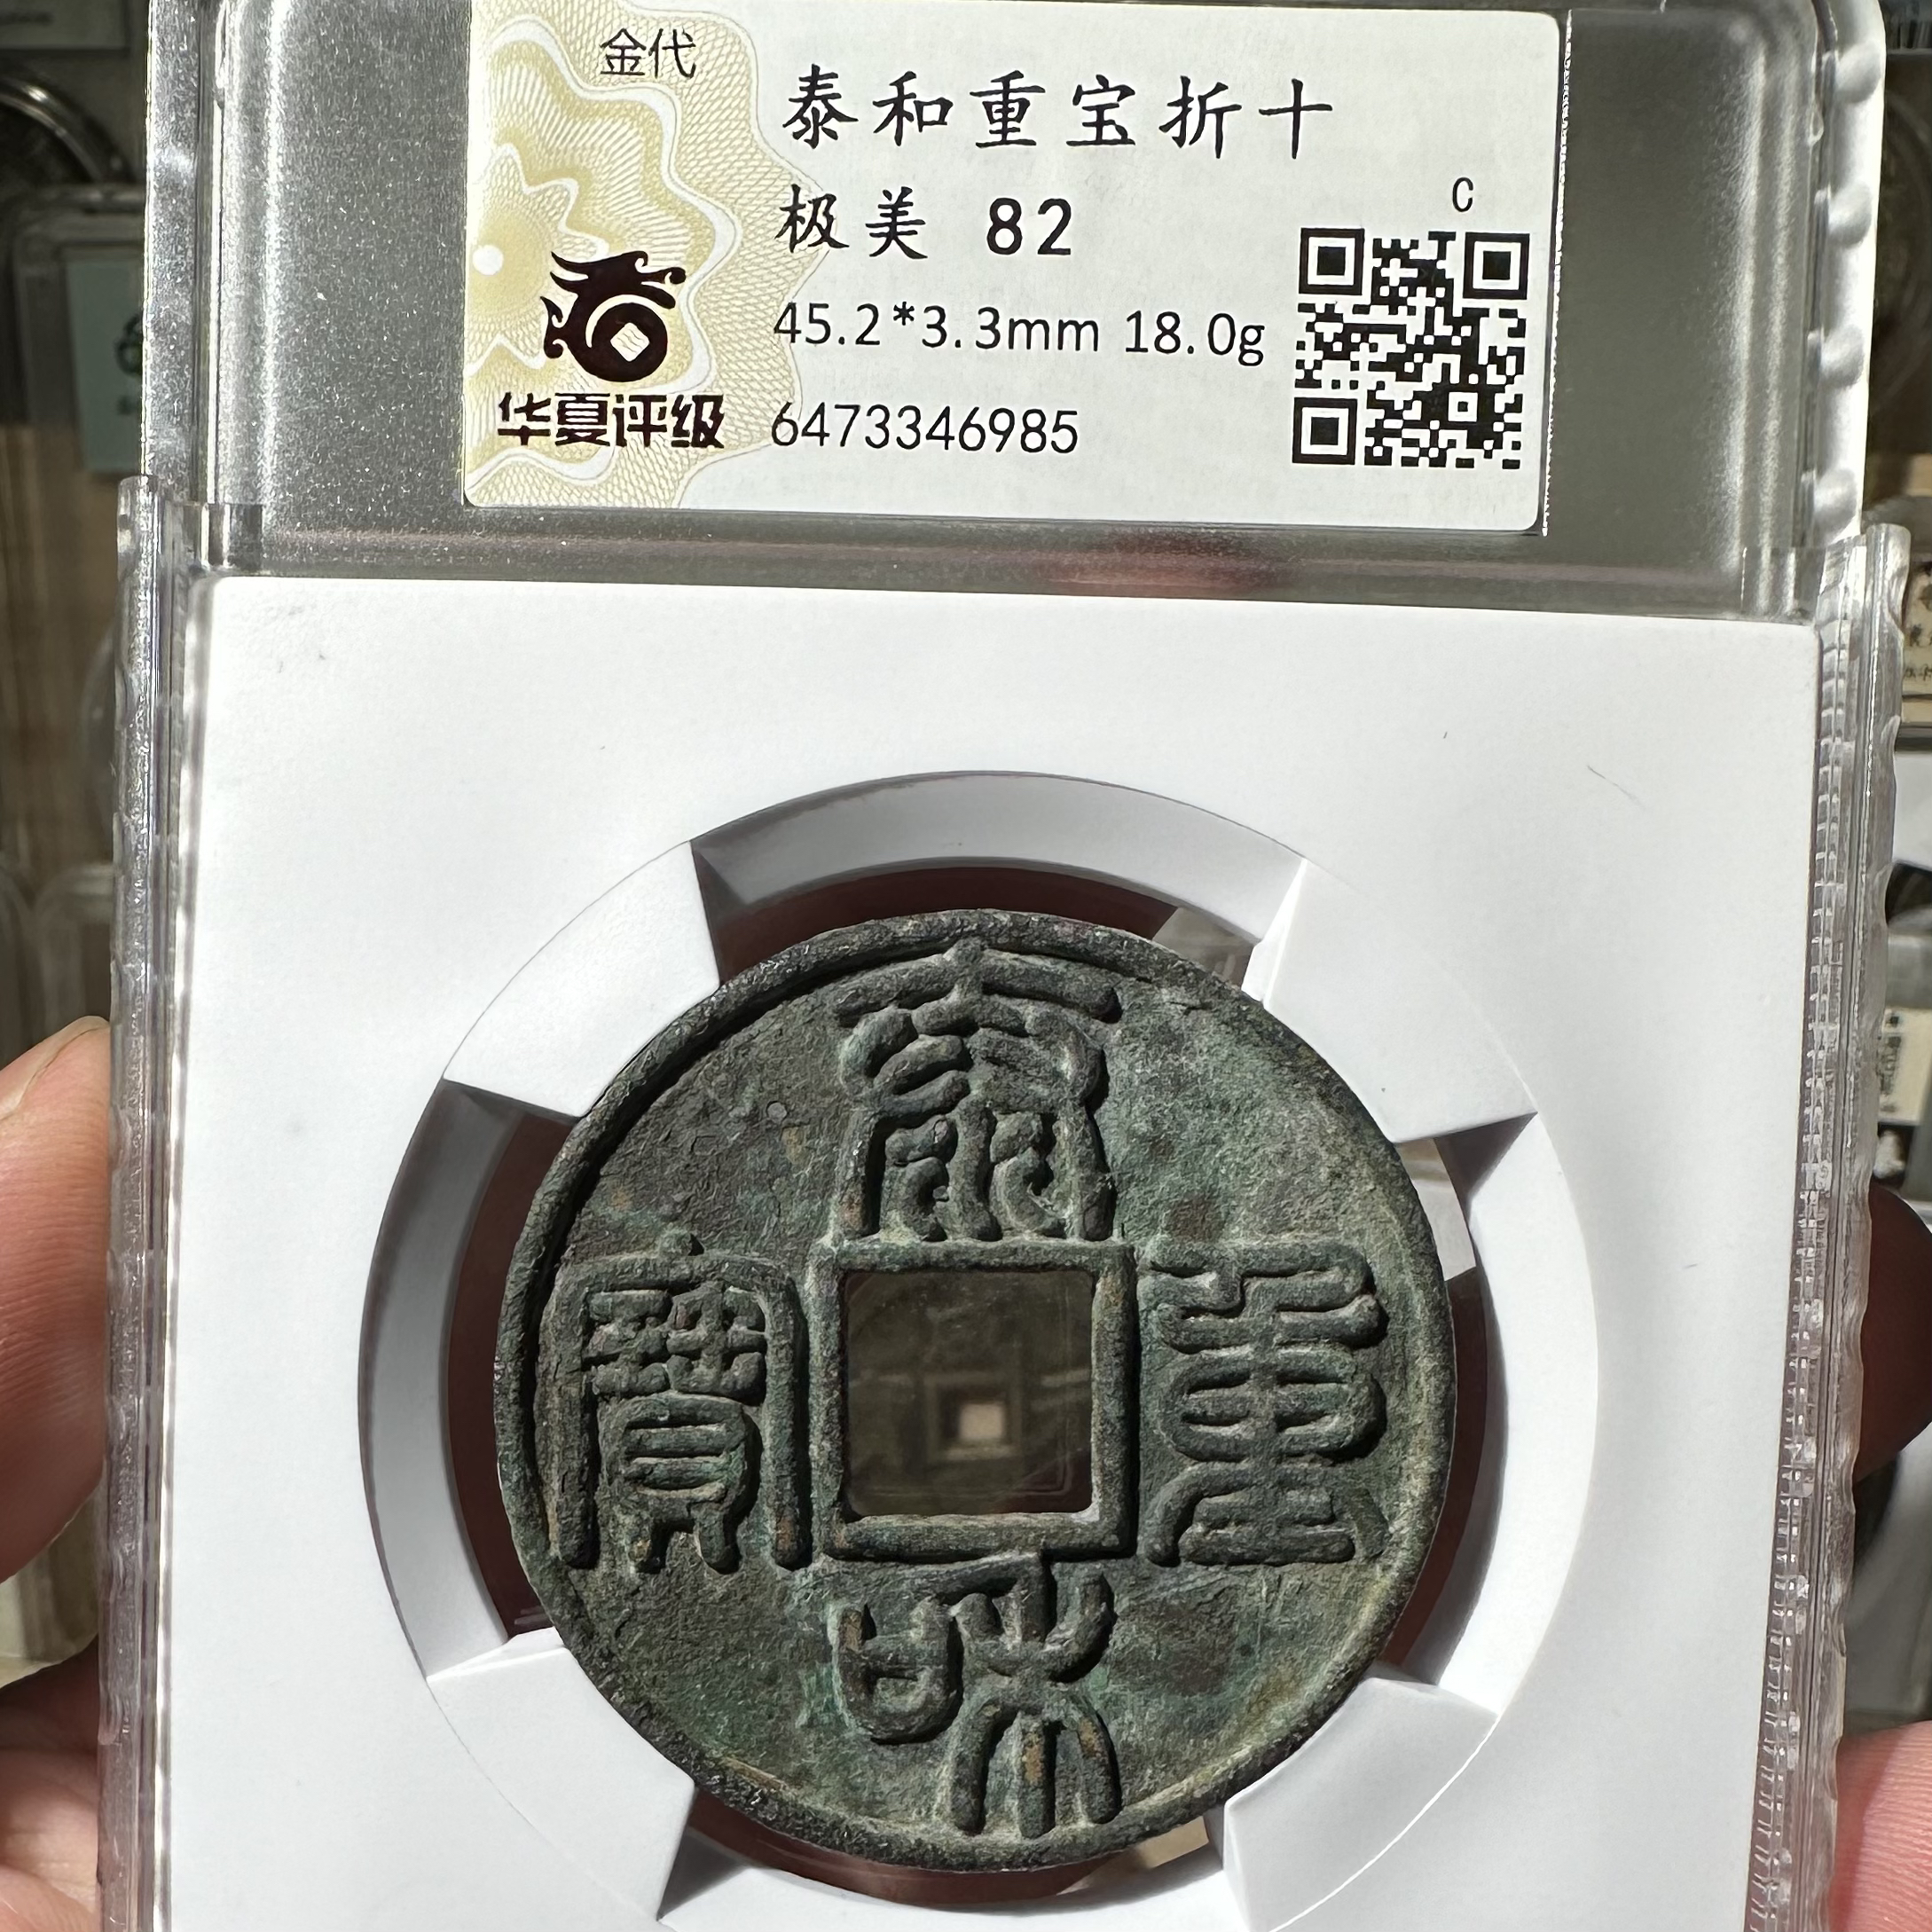 金代
泰和重宝折十
极美 82
C
45.2*3.3mm 18.0g
华夏评级
6473346985
泰
寶 重
和